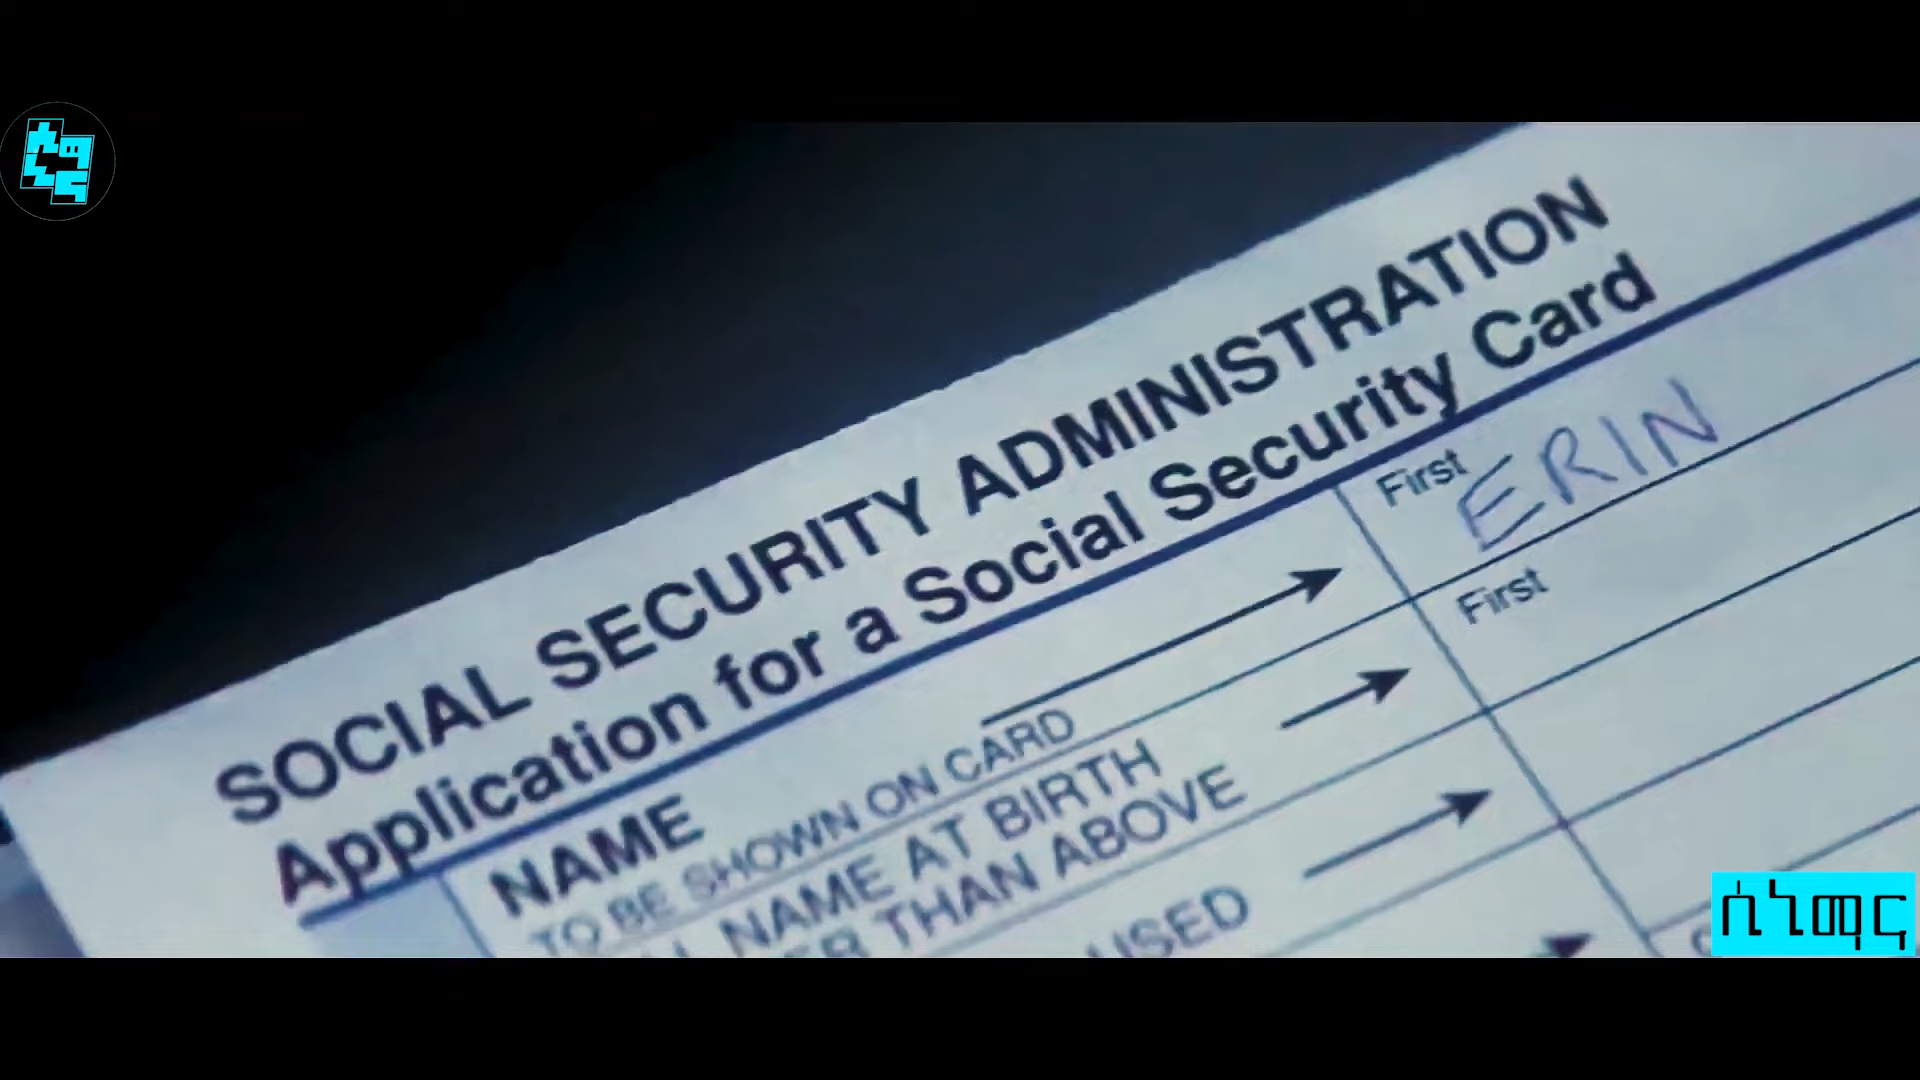 SOCIAL SECURITY ADMINISTRATION
Application for a Social Security Card
NAME
TO BE SHOWN ON CARD
First
ERIN
NAME AT BIRTH
THAN ABOVE
First
USED
ሲኒማና